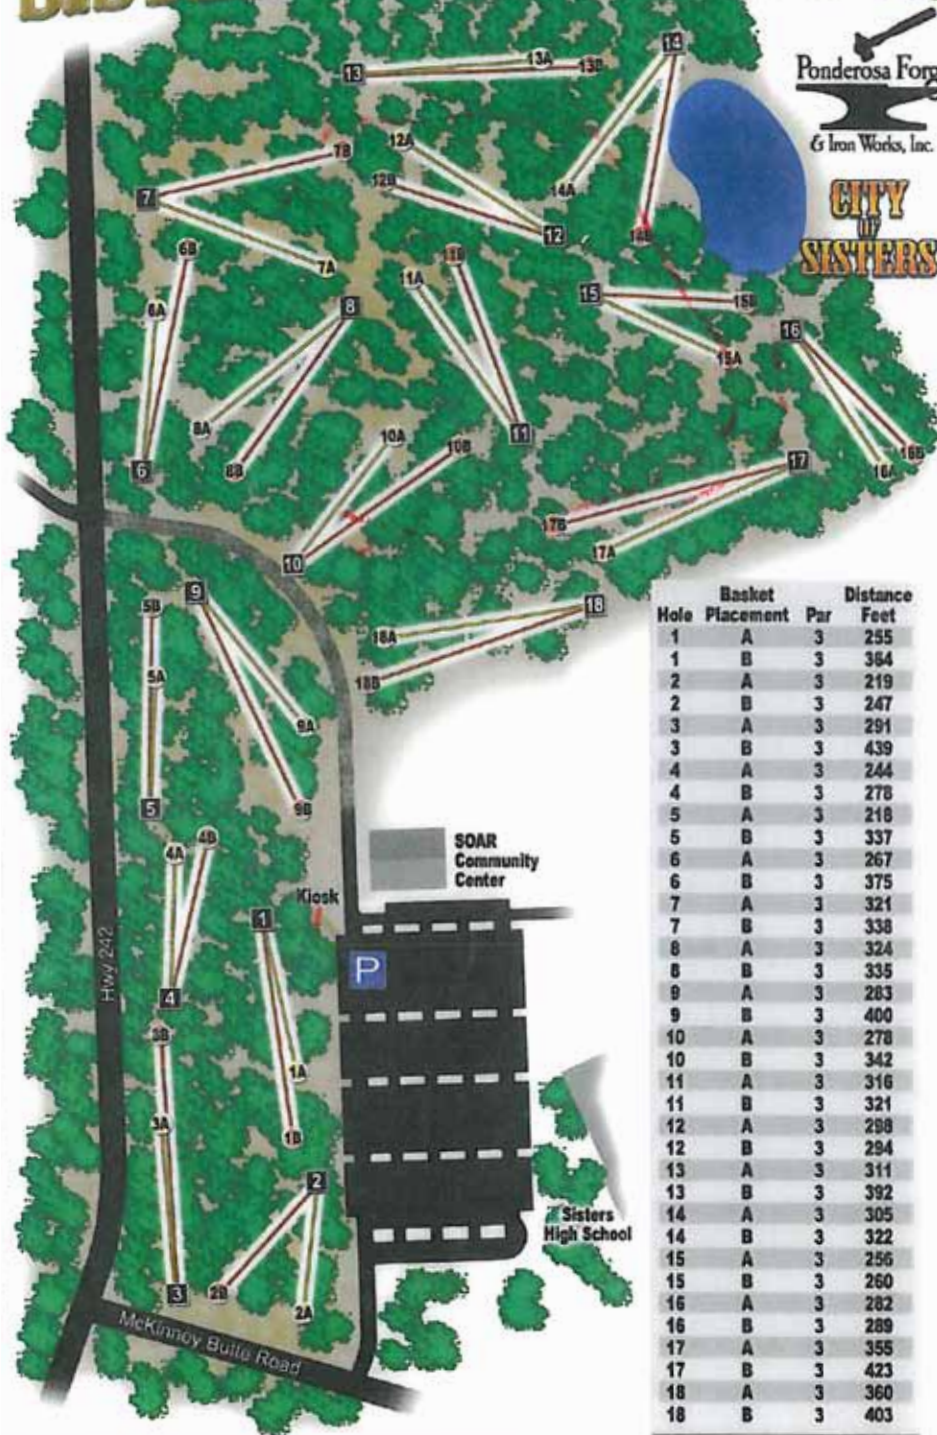 Ponderosa Forg
& Iron Works, Inc.
CITY
OF
SISTERS
13
13A
13B
14
7B
12A
12B
14A
7
12
14B
6B
7A
11A
11B
6A
8
15
15B
15A
16
8A
10A
10B
11
6
8B
17
16A
16B
17B
17A
10
9
5B
18
18A
5A
18B
9A
5
9B
4A
4B
SOAR
Community
Center
Kiosk
1
P
Hwy 242
4
3B
1A
3A
1B
2
Sisters
High School
3
2B
2A
McKinney Butte Road
Hole Basket Placement Par Distance Feet
1 A 3 255
1 B 3 364
2 A 3 219
2 B 3 247
3 A 3 291
3 B 3 439
4 A 3 244
4 B 3 278
5 A 3 218
5 B 3 337
6 A 3 267
6 B 3 375
7 A 3 321
7 B 3 338
8 A 3 324
8 B 3 335
9 A 3 283
9 B 3 400
10 A 3 278
10 B 3 342
11 A 3 316
11 B 3 321
12 A 3 298
12 B 3 294
13 A 3 311
13 B 3 392
14 A 3 305
14 B 3 322
15 A 3 256
15 B 3 260
16 A 3 282
16 B 3 289
17 A 3 355
17 B 3 423
18 A 3 360
18 B 3 403